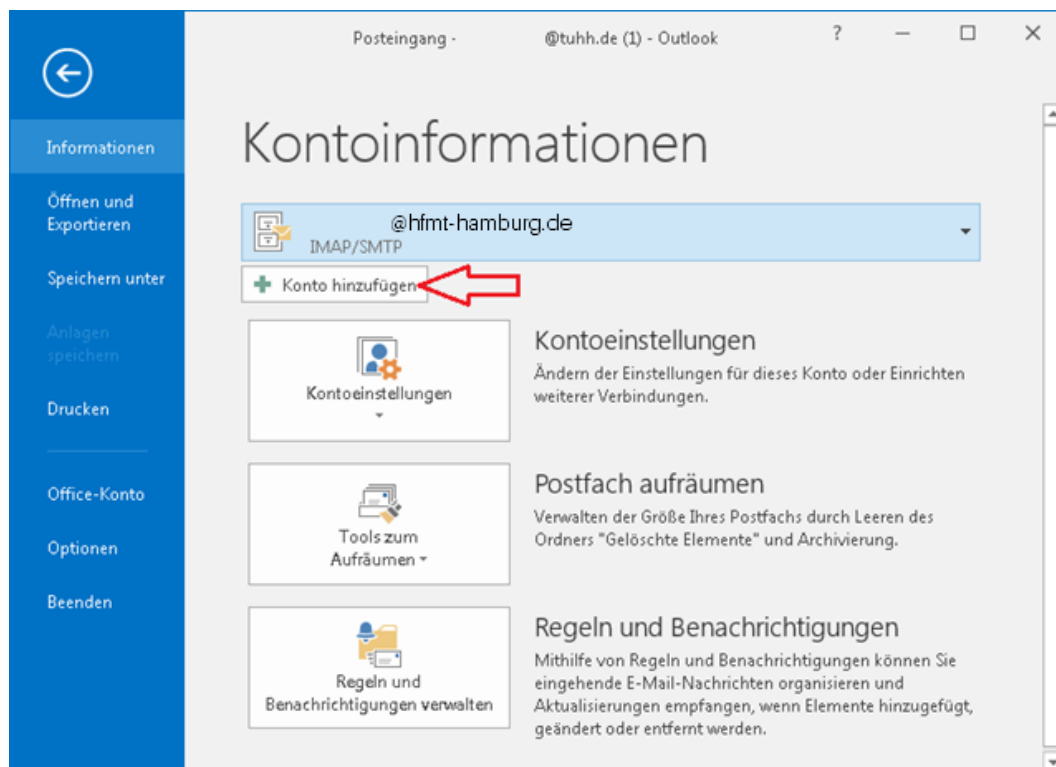 Posteingang - @tuhh.de (1) - Outlook
?
Informationen
Öffnen und
Exportieren
Speichern unter
Anlagen
speichern
Drucken
Office-Konto
Optionen
Beenden
Kontoinformationen
@hfmt-hamburg.de
IMAP/SMTP
Konto hinzufügen
Kontoeinstellungen
Kontoeinstellungen
Ändern der Einstellungen für dieses Konto oder Einrichten
weiterer Verbindungen.
Tools zum
Aufräumen
Postfach aufräumen
Verwalten der Größe Ihres Postfachs durch Leeren des
Ordners "Gelöschte Elemente" und Archivierung.
Regeln und
Benachrichtigungen verwalten
Regeln und Benachrichtigungen
Mithilfe von Regeln und Benachrichtigungen können Sie
eingehende E-Mail-Nachrichten organisieren und
Aktualisierungen empfangen, wenn Elemente hinzugefügt,
geändert oder entfernt werden.